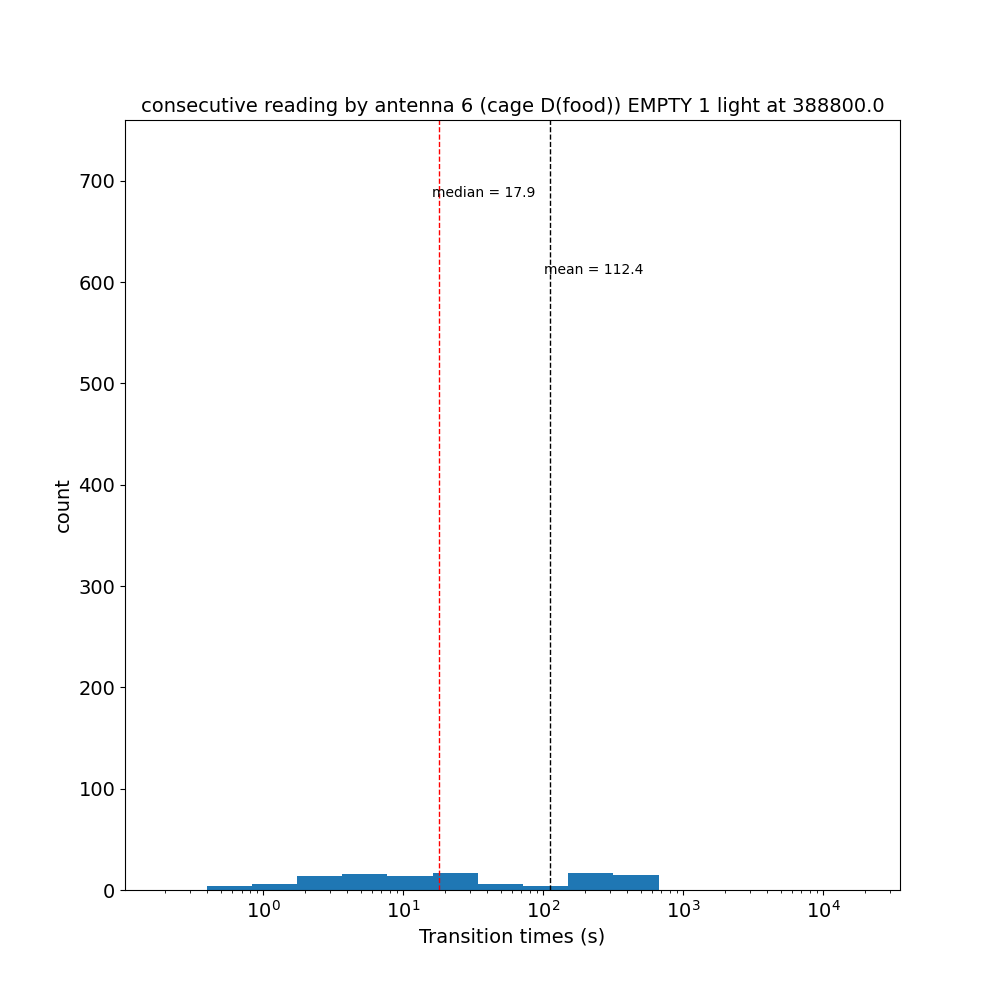 consecutive reading by antenna 6 (cage D(food)) EMPTY 1 light at 388800.0
700
median = 17.9
mean = 112.4
600
500
400
300
200
100
0
count
10^0 10^1 10^2 10^3 10^4
Transition times (s)